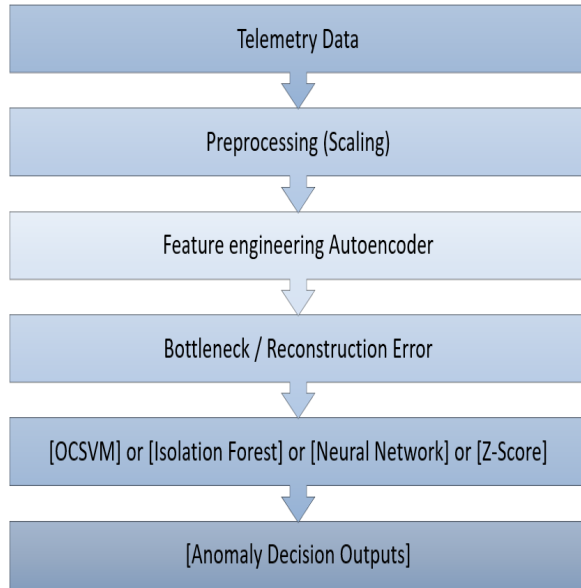 Telemetry Data
Preprocessing (Scaling)
Feature engineering Autoencoder
Bottleneck / Reconstruction Error
[OCSVM] or [Isolation Forest] or [Neural Network] or [Z-Score]
[Anomaly Decision Outputs]